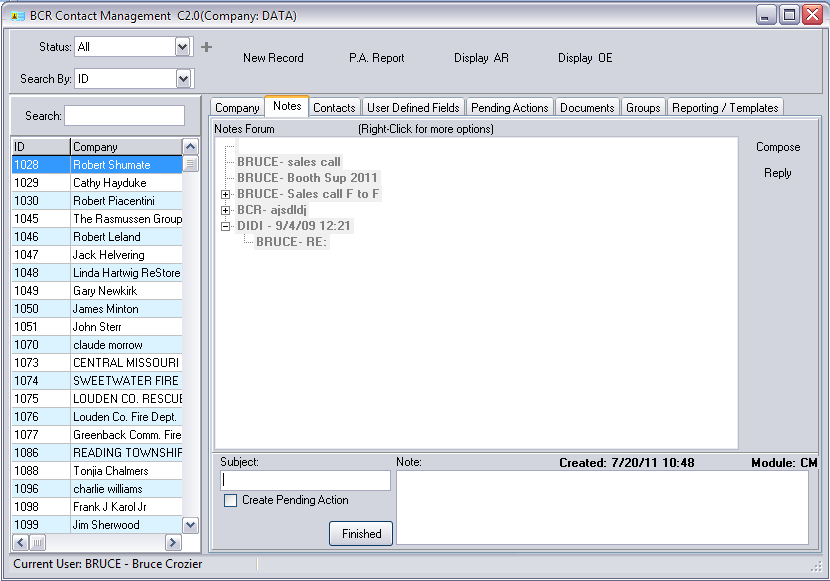 BCR Contact Management  C2.0(Company: DATA)
Status: All
New Record P.A. Report Display AR Display OE
Search By: ID
Search:
Company Notes Contacts User Defined Fields Pending Actions Documents Groups Reporting / Templates
Notes Forum (Right-Click for more options)
ID Company
1028 Robert Shumate
1029 Cathy Hayduke
1030 Robert Piacentini
1045 The Rasmussen Group
1046 Robert Leland
1047 Jack Helvering
1048 Linda Hartwig ReStore
1049 Gary Newkirk
1050 James Minton
1051 John Sterr
1070 claude morrow
1073 CENTRAL MISSOURI
1074 SWEETWATER FIRE
1075 LOUDEN CO. RESCUE
1076 Louden Co. Fire Dept.
1077 Greenback Comm. Fire
1086 READING TOWNSHIP
1088 Tonjia Chalmers
1096 charlie williams
1098 Frank J Karol Jr
1099 Jim Sherwood
BRUCE- sales call
BRUCE- Booth Sup 2011
BRUCE- Sales call F to F
BCR- ajsdldj
DIDI - 9/4/09 12:21
BRUCE- RE:
Compose
Reply
Subject:
Note: Created: 7/20/11 10:48 Module: CM
Create Pending Action
Finished
Current User: BRUCE - Bruce Crozier